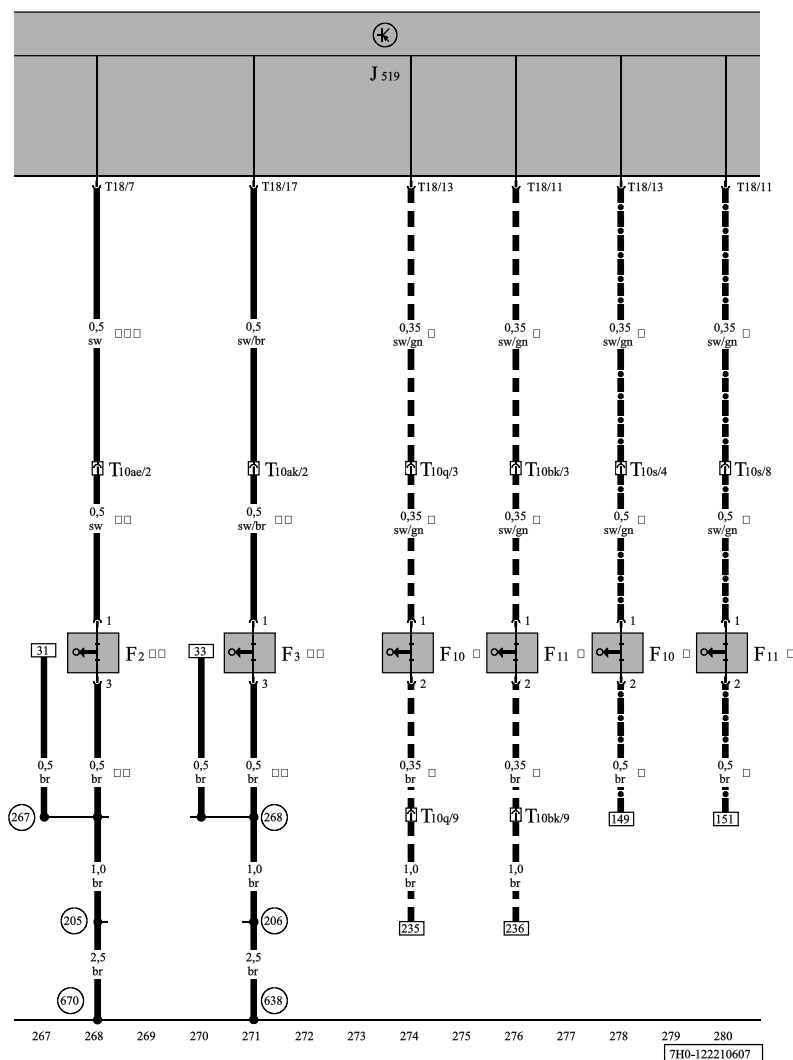 J 519
T18/7 T18/17 T18/13 T18/11 T18/13 T18/11
0,5 0,5 0,35 0,35 0,35 0,35
sw sw/br sw/gn sw/gn sw/gn sw/gn
T10ae/2 T10ak/2 T10q/3 T10bk/3 T10s/4 T10s/8
0,5 0,5 0,35 0,35 0,5 0,5
sw sw/br sw/gn sw/gn sw/gn sw/gn
1 1 1 1 1 1
31 F2 33 F3 F10 F11 F10 F11
3 3 2 2 2 2
0,5 0,5 0,5 0,5 0,35 0,35 0,5 0,5
br br br br br br br br
267 268 T10q/9 T10bk/9 149 151
1,0 1,0 1,0 1,0
br br br br
205 206 235 236
2,5 2,5
br br
670 638
267 268 269 270 271 272 273 274 275 276 277 278 279 280
7H0-122210607